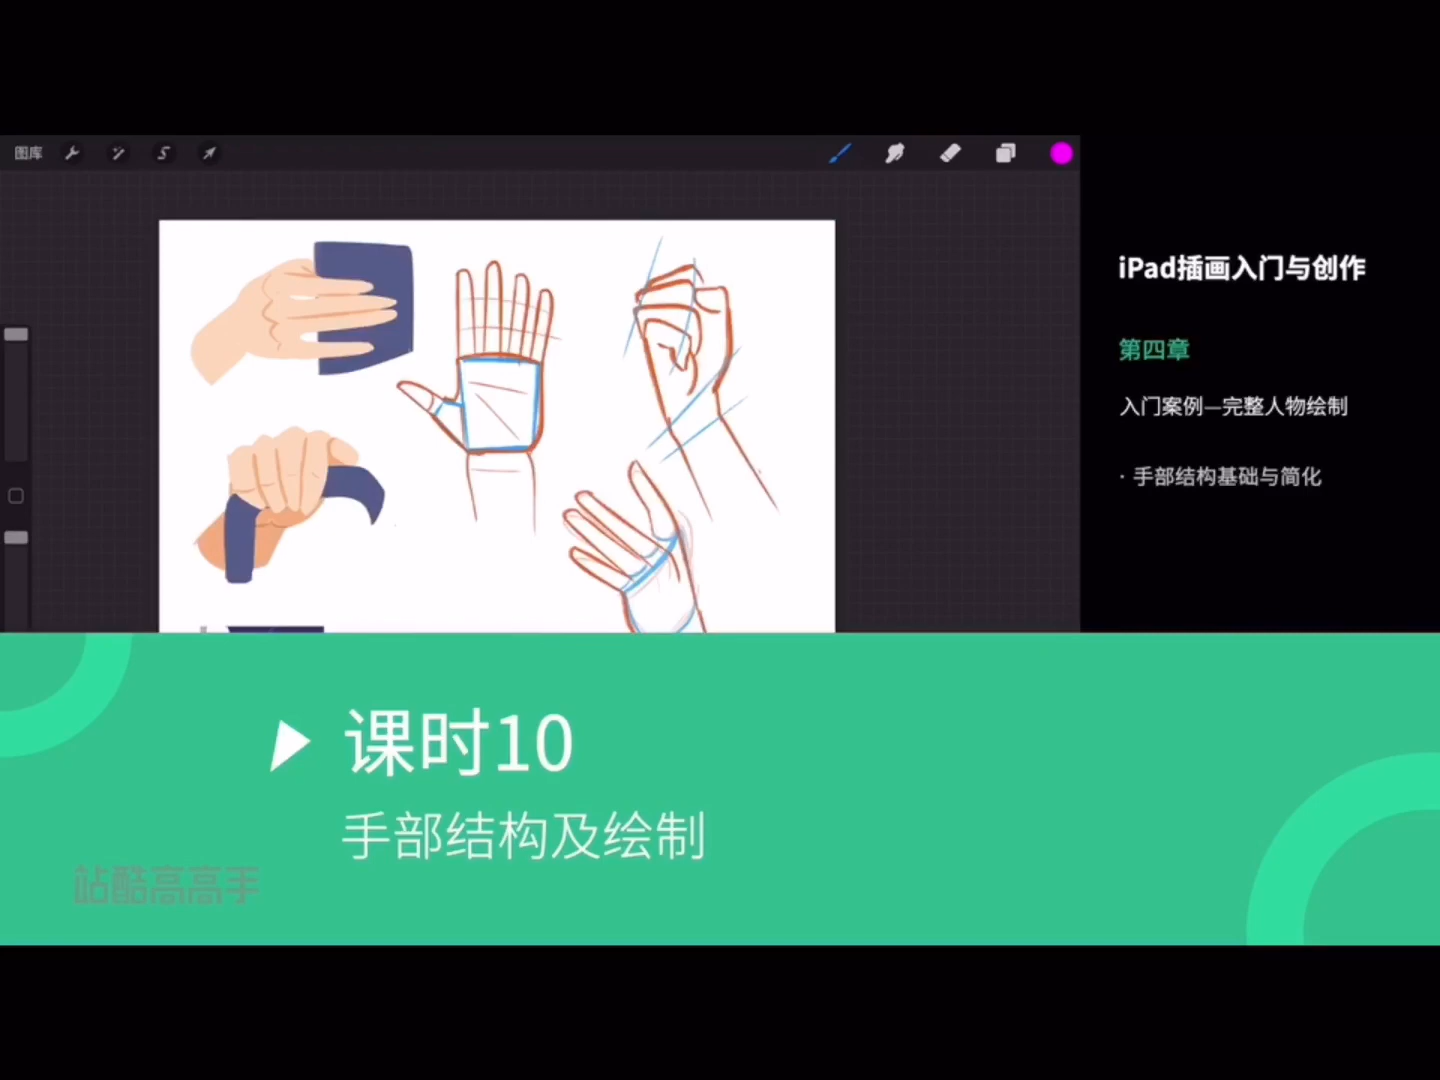 图库
iPad插画入门与创作
第四章
入门案例—完整人物绘制
· 手部结构基础与简化
课时10
手部结构及绘制
站酷高高手